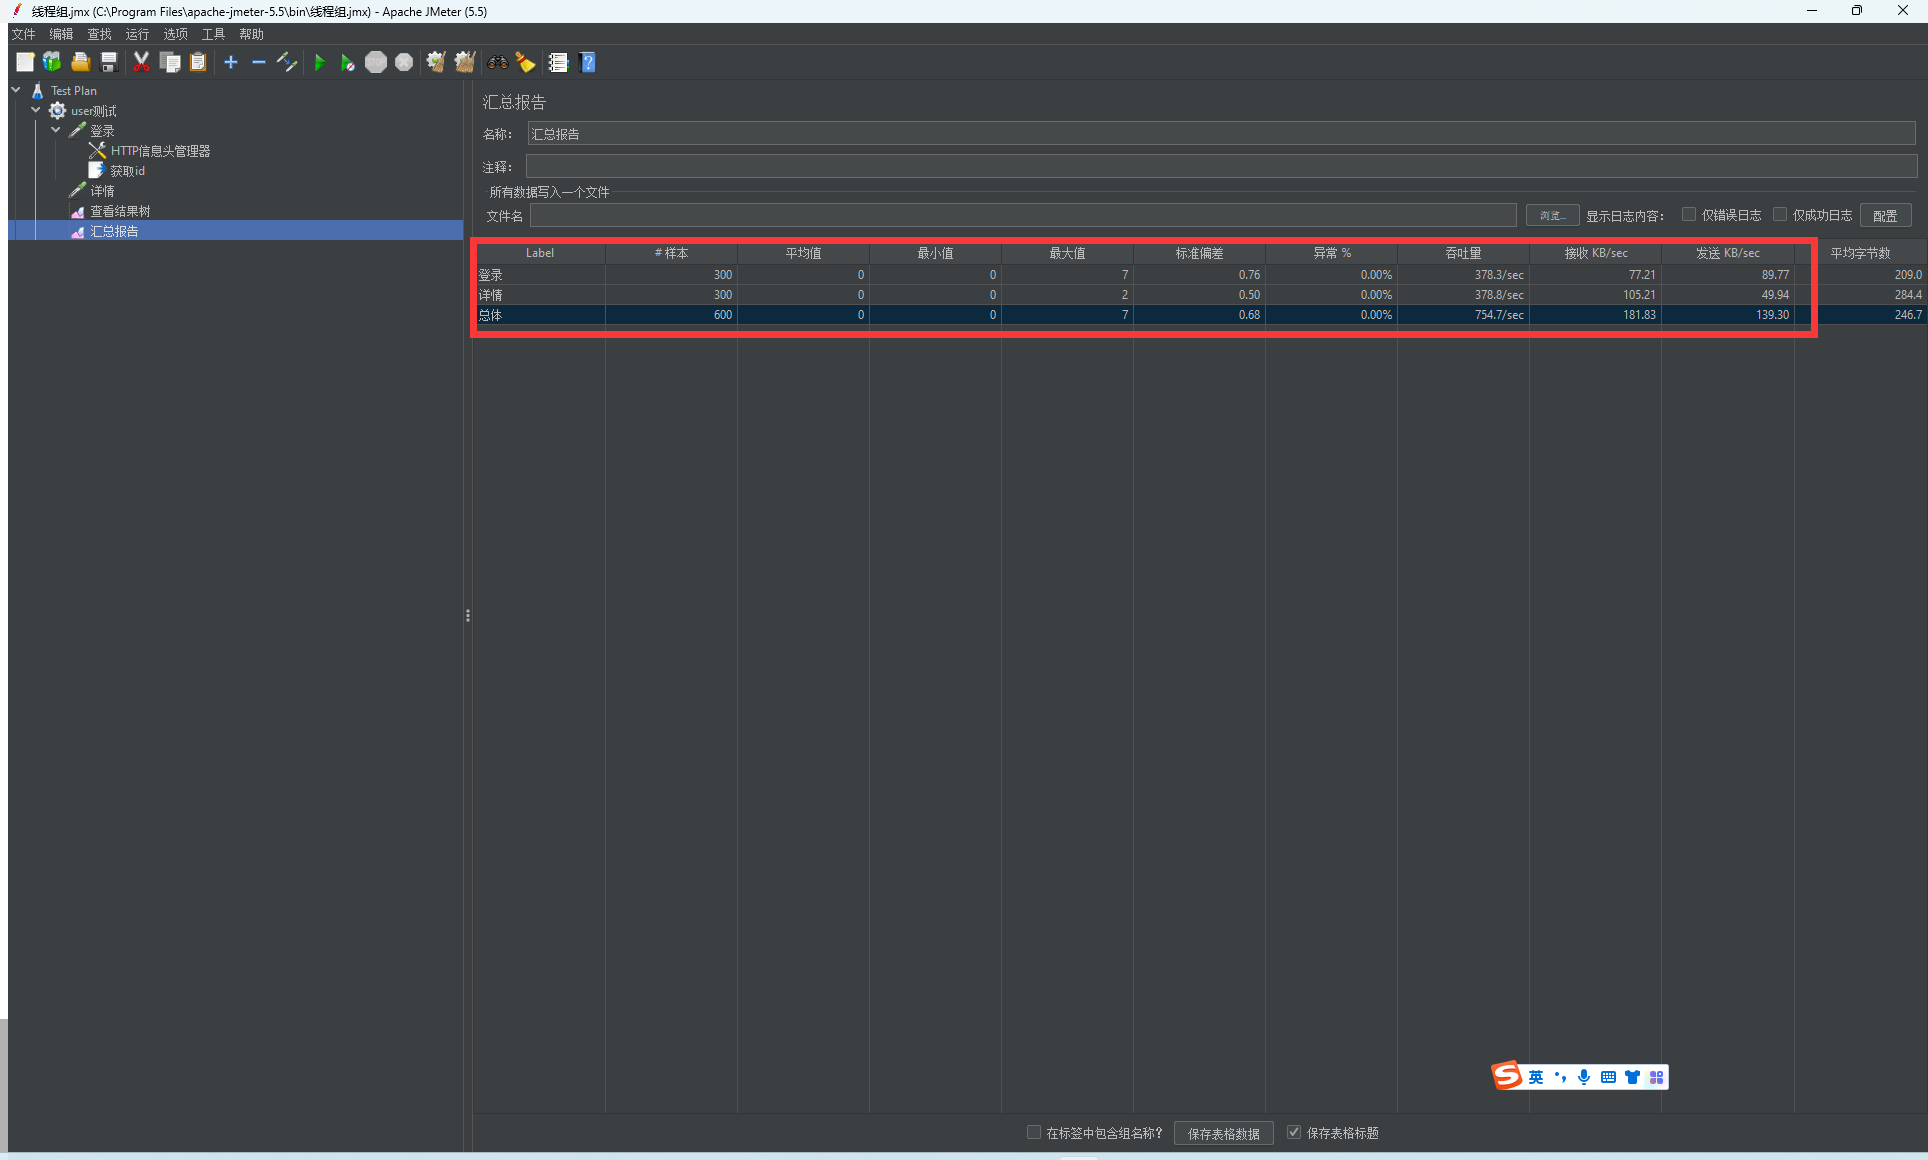 线程组.jmx (C:\Program Files\apache-jmeter-5.5\bin\线程组.jmx) - Apache JMeter (5.5)
文件 编辑 查找 运行 选项 工具 帮助
STOP
Test Plan
user测试
登录
HTTP信息头管理器
获取id
详情
查看结果树
汇总报告
汇总报告
名称： 汇总报告
注释：
所有数据写入一个文件
文件名 浏览... 显示日志内容： 仅错误日志 仅成功日志 配置
Label # 样本 平均值 最小值 最大值 标准偏差 异常 % 吞吐量 接收 KB/sec 发送 KB/sec 平均字节数
登录 300 0 0 7 0.76 0.00% 378.3/sec 77.21 89.77 209.0
详情 300 0 0 2 0.50 0.00% 378.8/sec 105.21 49.94 284.4
总体 600 0 0 7 0.68 0.00% 754.7/sec 181.83 139.30 246.7
S 英
在标签中包含组名称? 保存表格数据 保存表格标题